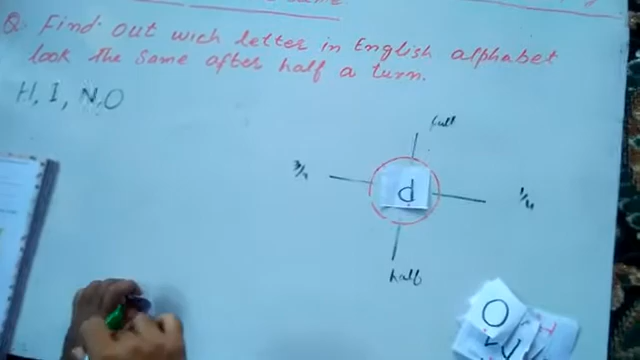 Q. Find out wich letter in English alphabet
look the same after half a turn.
H, I, N, O
full
3/4
d
1/4
half
O